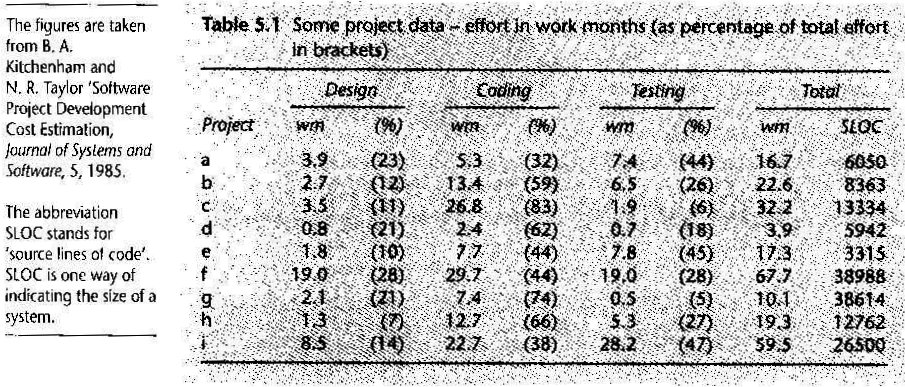 The figures are taken
from B. A.
Kitchenham and
N. R. Taylor 'Software
Project Development
Cost Estimation,
Journal of Systems and
Software, 5, 1985.
The abbreviation
SLOC stands for
'source lines of code'.
SLOC is one way of
indicating the size of a
system.
Table 5.1 Some project data – effort in work months (as percentage of total effort
in brackets)
Design Coding Testing Total
Project wm (%) wm (%) wm (%) wm SLOC
a 3.9 (23) 5.3 (32) 7.4 (44) 16.7 6050
b 2.7 (12) 13.4 (59) 6.5 (26) 22.6 8363
c 3.5 (11) 26.8 (83) 1.9 (6) 32.2 13334
d 0.8 (21) 2.4 (62) 0.7 (18) 3.9 5942
e 1.8 (10) 7.7 (44) 7.8 (45) 17.3 3315
f 19.0 (28) 29.7 (44) 19.0 (28) 67.7 38988
g 2.1 (21) 7.4 (74) 0.5 (5) 10.1 38614
h 1.3 (7) 12.7 (66) 5.3 (27) 19.3 12762
i 8.5 (14) 22.7 (38) 28.2 (47) 59.5 26500